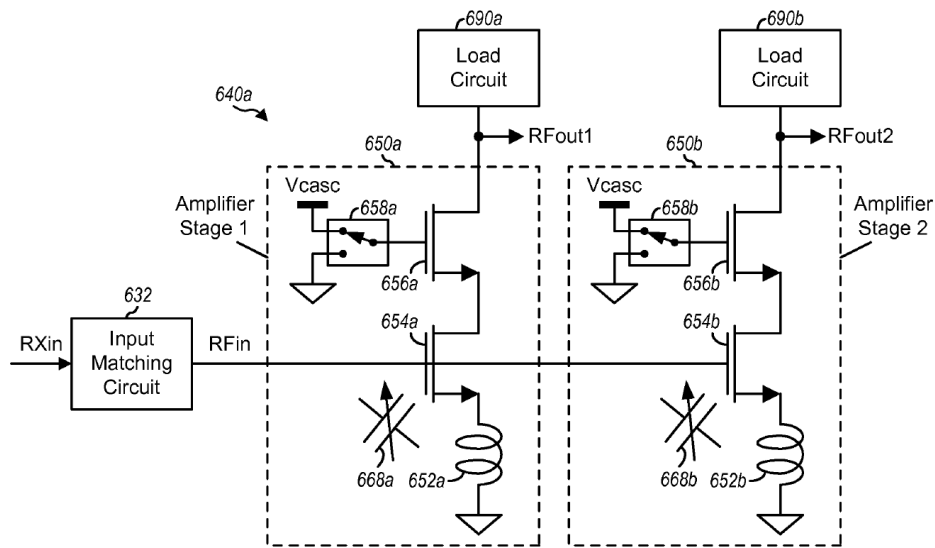 690a
690b
Load
Circuit
Load
Circuit
640a
RFout1
RFout2
650a
650b
Vcasc
Vcasc
658a
658b
Amplifier
Stage 1
Amplifier
Stage 2
656a
656b
632
654a
654b
RXin
Input
Matching
Circuit
RFin
668a
652a
668b
652b